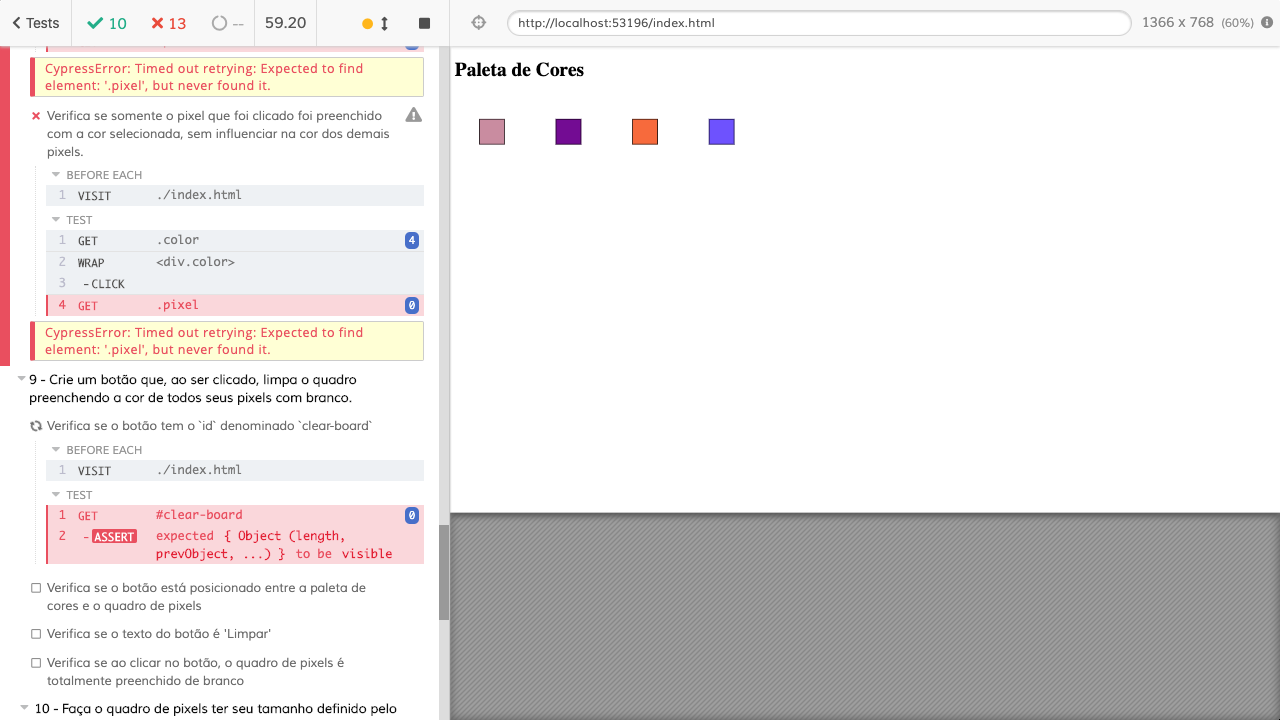 Tests 10 13 -- 59.20
http://localhost:53196/index.html 1366 x 768 (60%)
CypressError: Timed out retrying: Expected to find
element: '.pixel', but never found it.
Verifica se somente o pixel que foi clicado foi preenchido
com a cor selecionada, sem influenciar na cor dos demais
pixels.
BEFORE EACH
1 VISIT ./index.html
TEST
1 GET .color 4
2 WRAP <div.color>
3 - CLICK
4 GET .pixel 0
CypressError: Timed out retrying: Expected to find
element: '.pixel', but never found it.
9 - Crie um botão que, ao ser clicado, limpa o quadro
preenchendo a cor de todos seus pixels com branco.
Verifica se o botão tem o `id` denominado `clear-board`
BEFORE EACH
1 VISIT ./index.html
TEST
1 GET #clear-board 0
2 - ASSERT expected { Object (length,
prevObject, ...) } to be visible
Verifica se o botão está posicionado entre a paleta de
cores e o quadro de pixels
Verifica se o texto do botão é 'Limpar'
Verifica se ao clicar no botão, o quadro de pixels é
totalmente preenchido de branco
10 - Faça o quadro de pixels ter seu tamanho definido pelo
Paleta de Cores